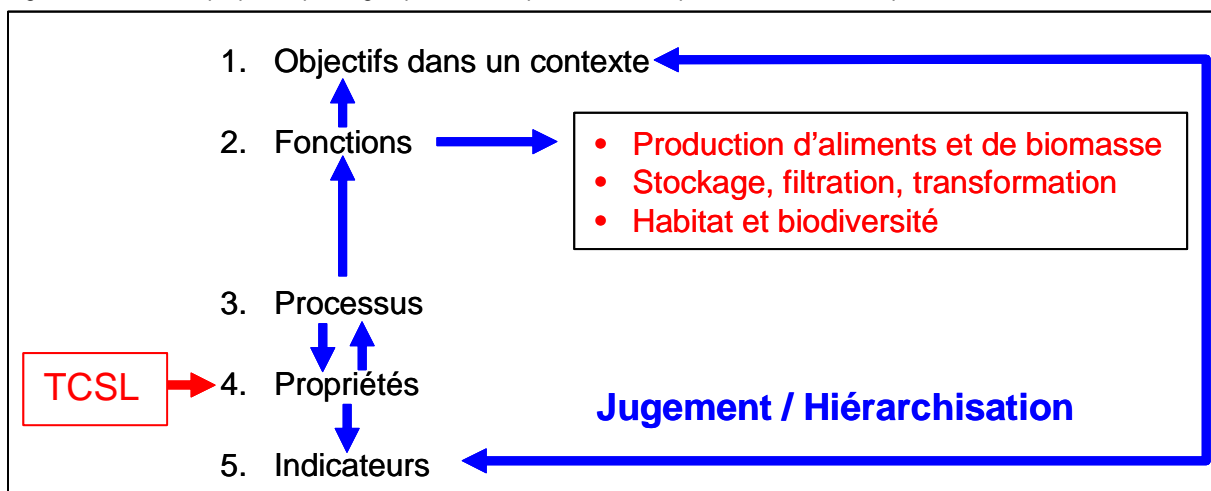 1. Objectifs dans un contexte
2. Fonctions
• Production d'aliments et de biomasse
• Stockage, filtration, transformation
• Habitat et biodiversité
3. Processus
TCSL
4. Propriétés
Jugement / Hiérarchisation
5. Indicateurs